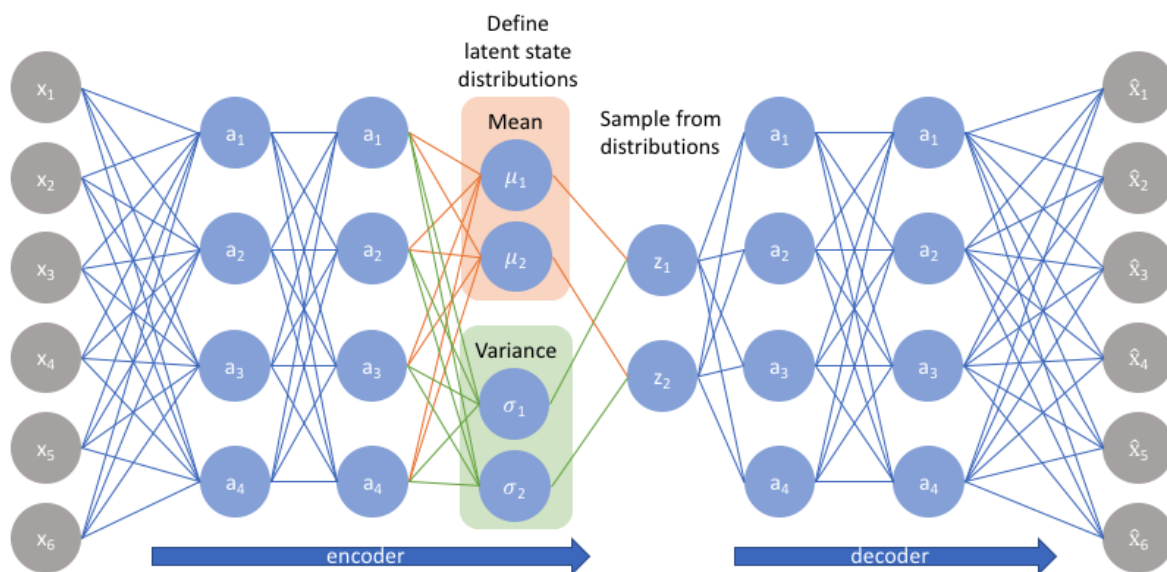 Define
latent state
distributions
Mean
Variance
Sample from
distributions
x₁
x₂
x₃
x₄
x₅
x₆
a₁
a₂
a₃
a₄
a₁
a₂
a₃
a₄
μ₁
μ₂
σ₁
σ₂
z₁
z₂
a₁
a₂
a₃
a₄
a₁
a₂
a₃
a₄
x̂₁
x̂₂
x̂₃
x̂₄
x̂₅
x̂₆
encoder
decoder